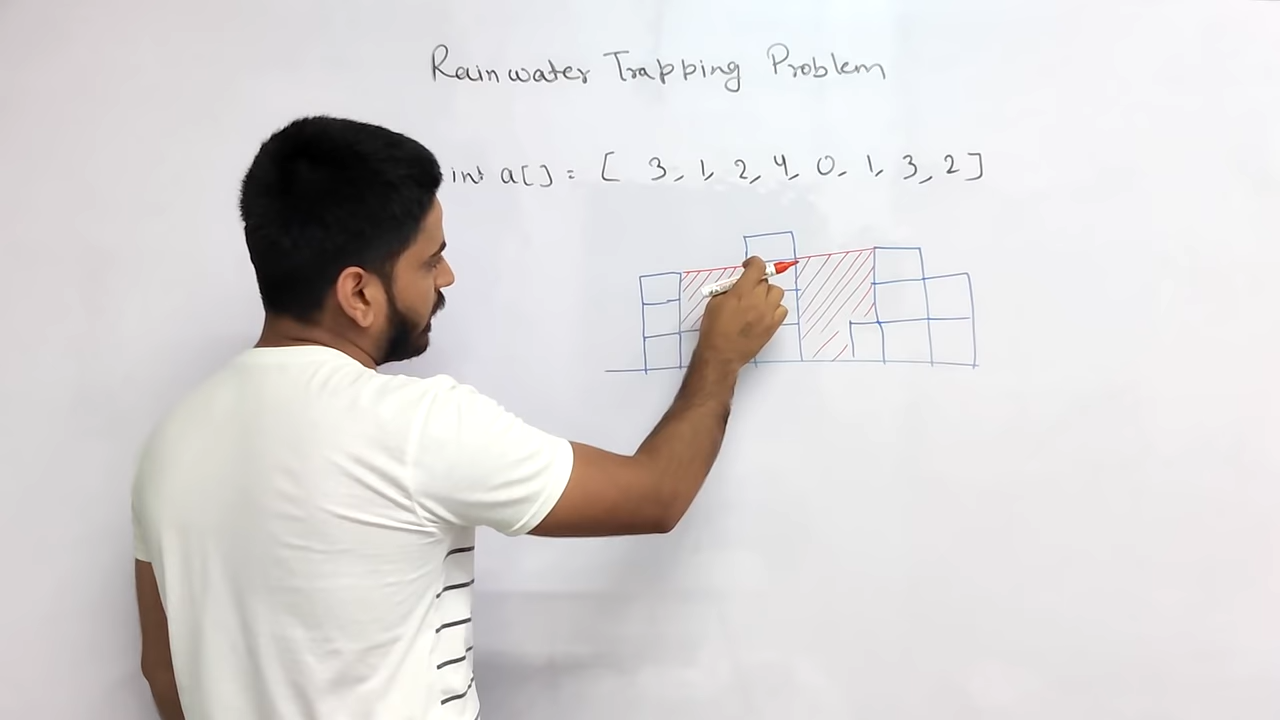 Rainwater Trapping Problem
int a[] = [ 3, 1, 2, 4, 0, 1, 3, 2 ]